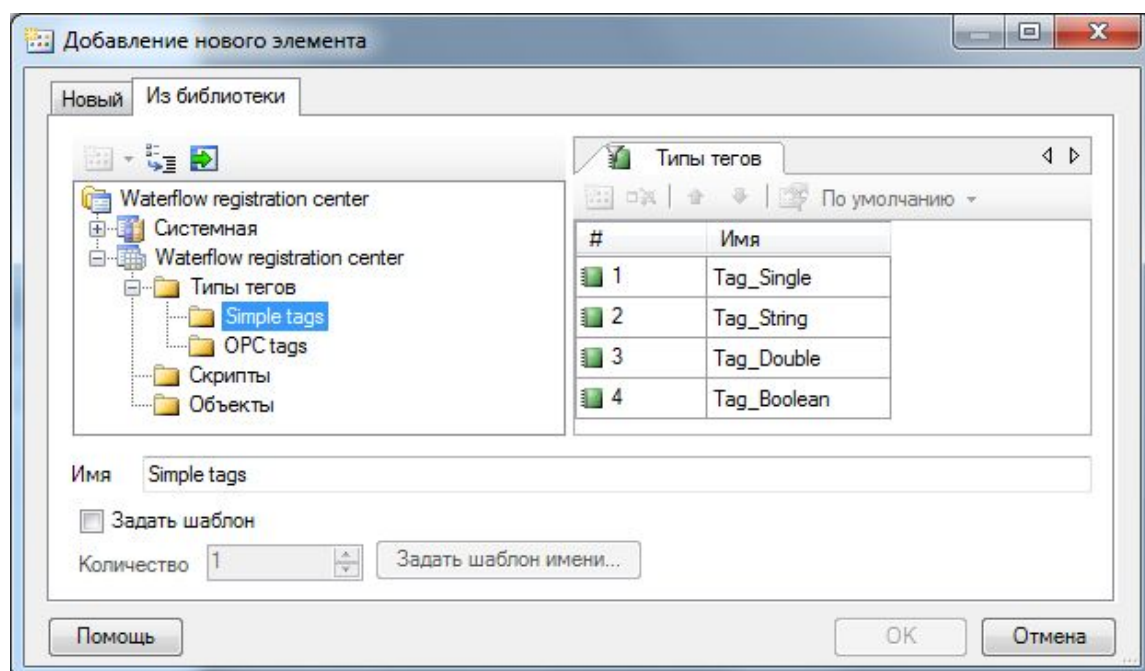 Добавление нового элемента
Новый
Из библиотеки
Waterflow registration center
Системная
Waterflow registration center
Типы тегов
Simple tags
OPC tags
Скрипты
Объекты
Типы тегов
По умолчанию
# Имя
1 Tag_Single
2 Tag_String
3 Tag_Double
4 Tag_Boolean
Имя Simple tags
Задать шаблон
Количество 1 Задать шаблон имени...
Помощь OK Отмена